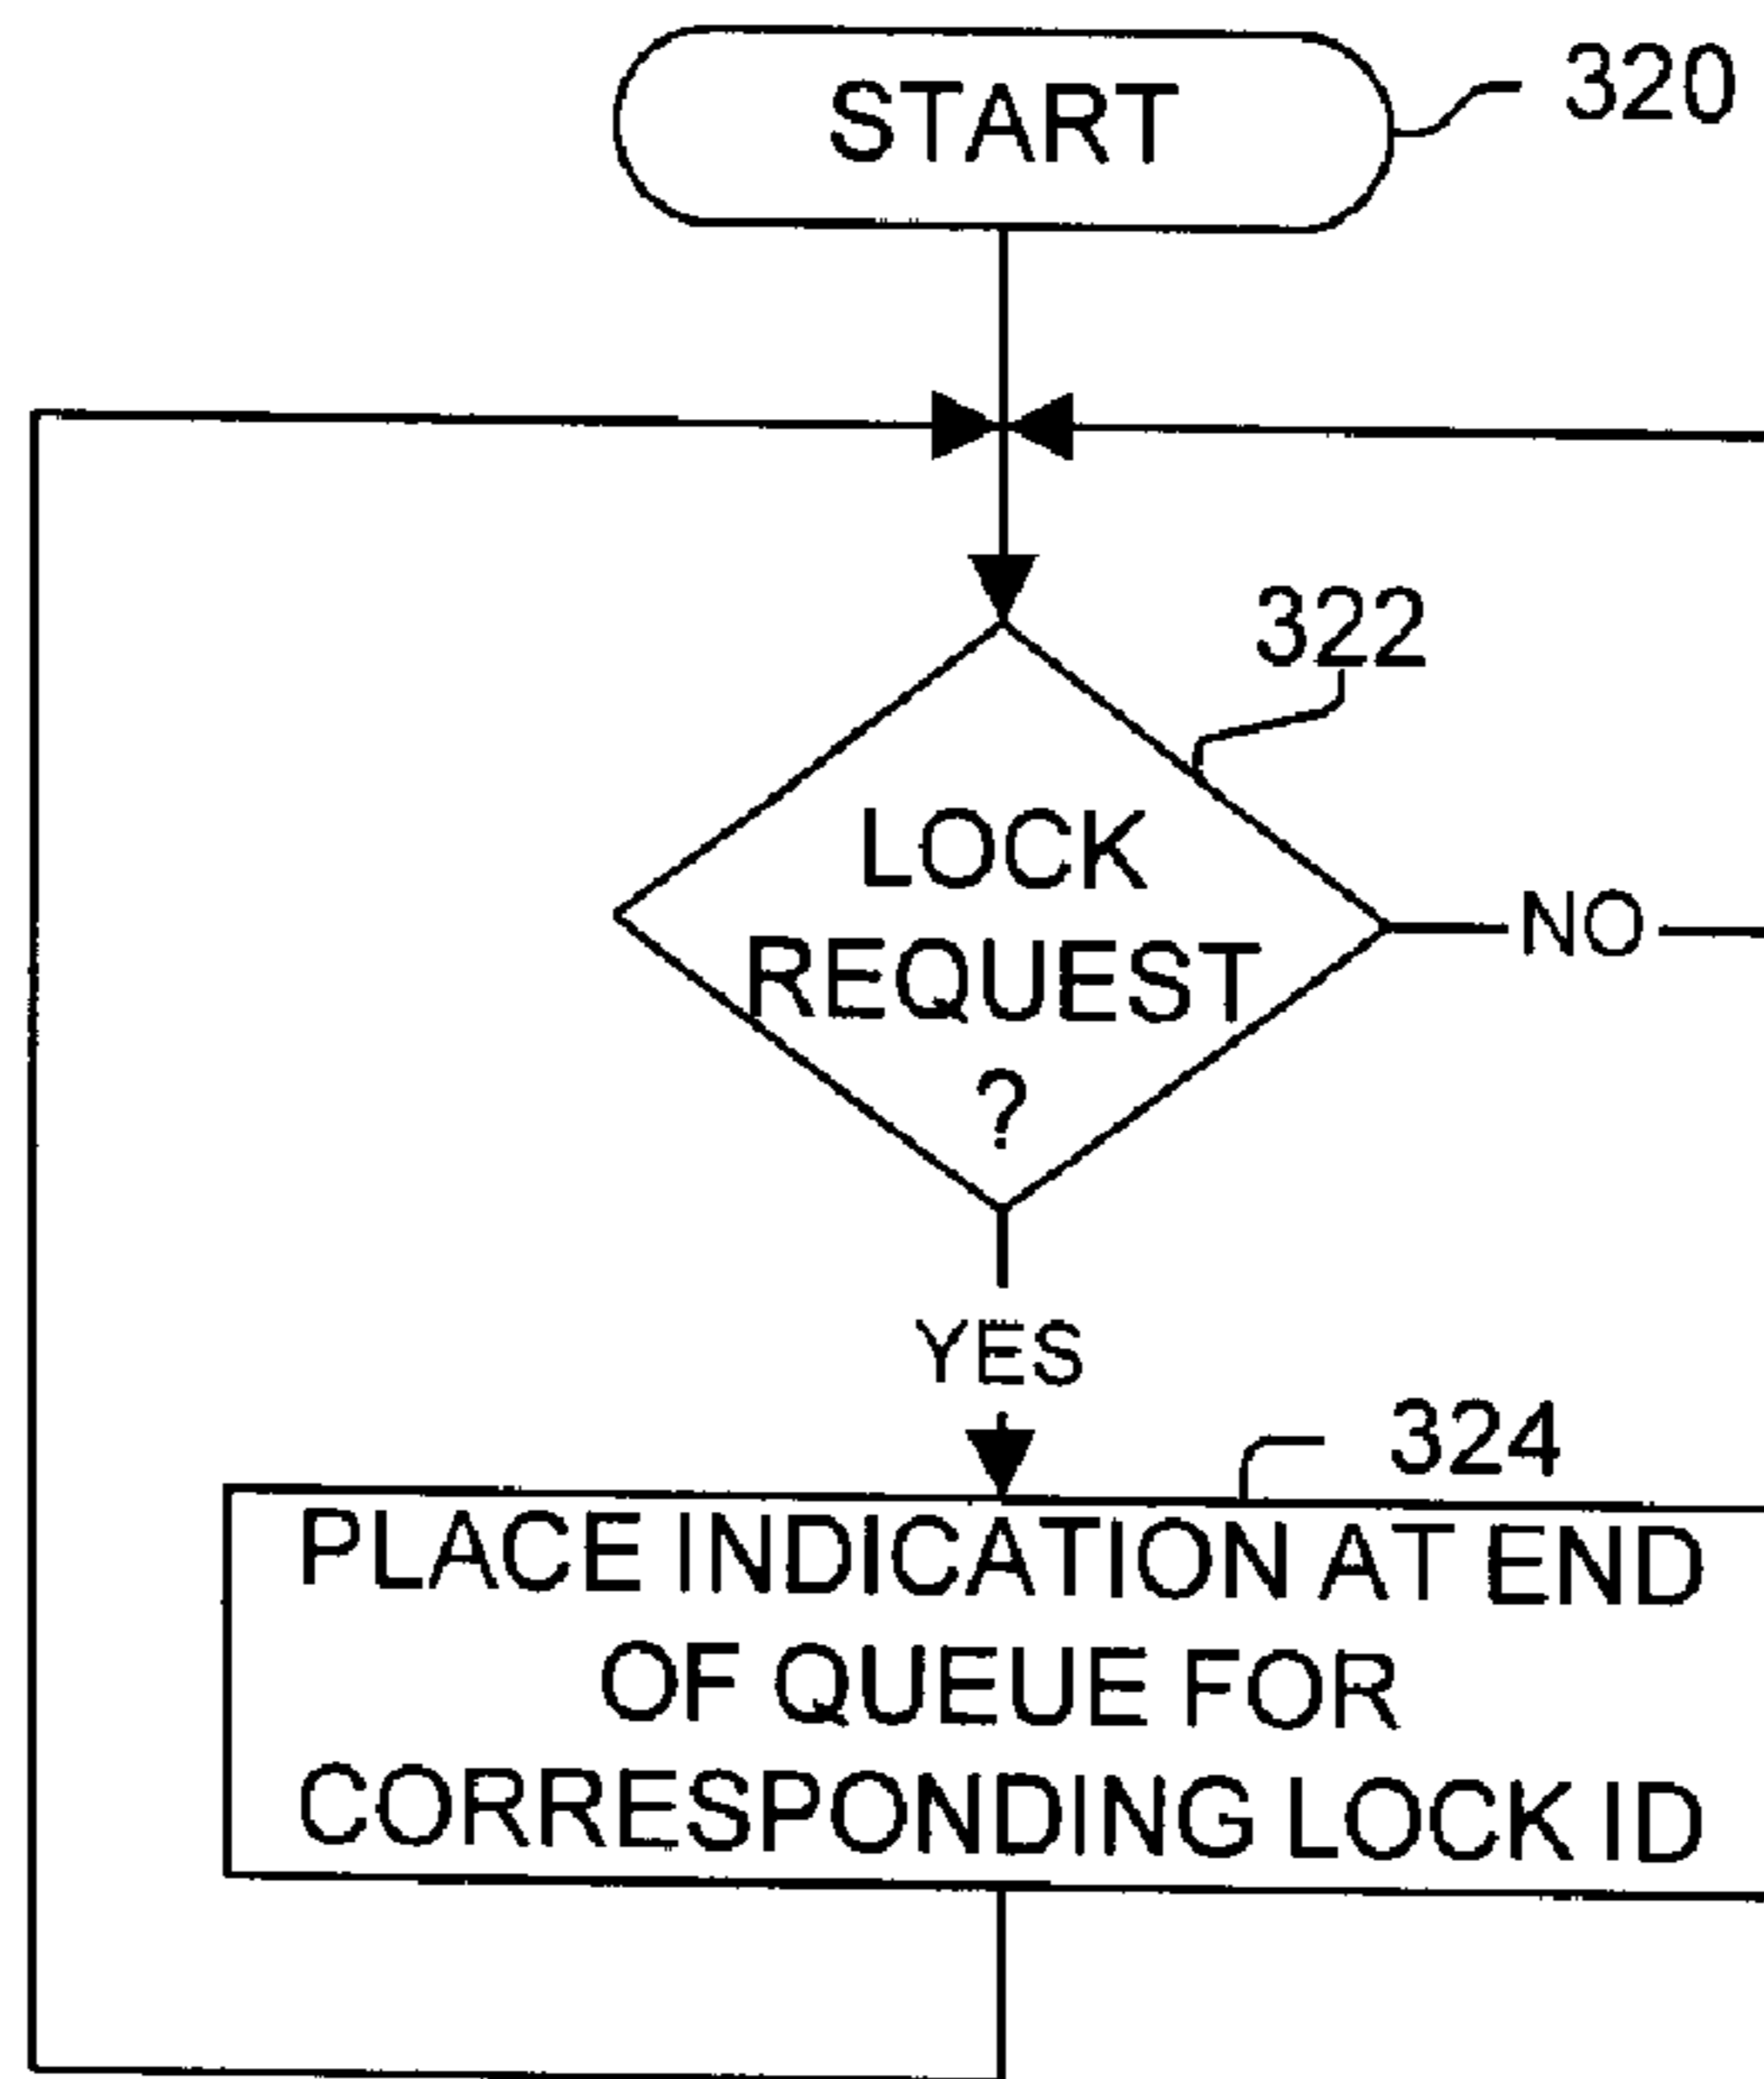 START
320
322
LOCK
REQUEST
?
NO
YES
324
PLACE INDICATION AT END
OF QUEUE FOR
CORRESPONDING LOCK ID